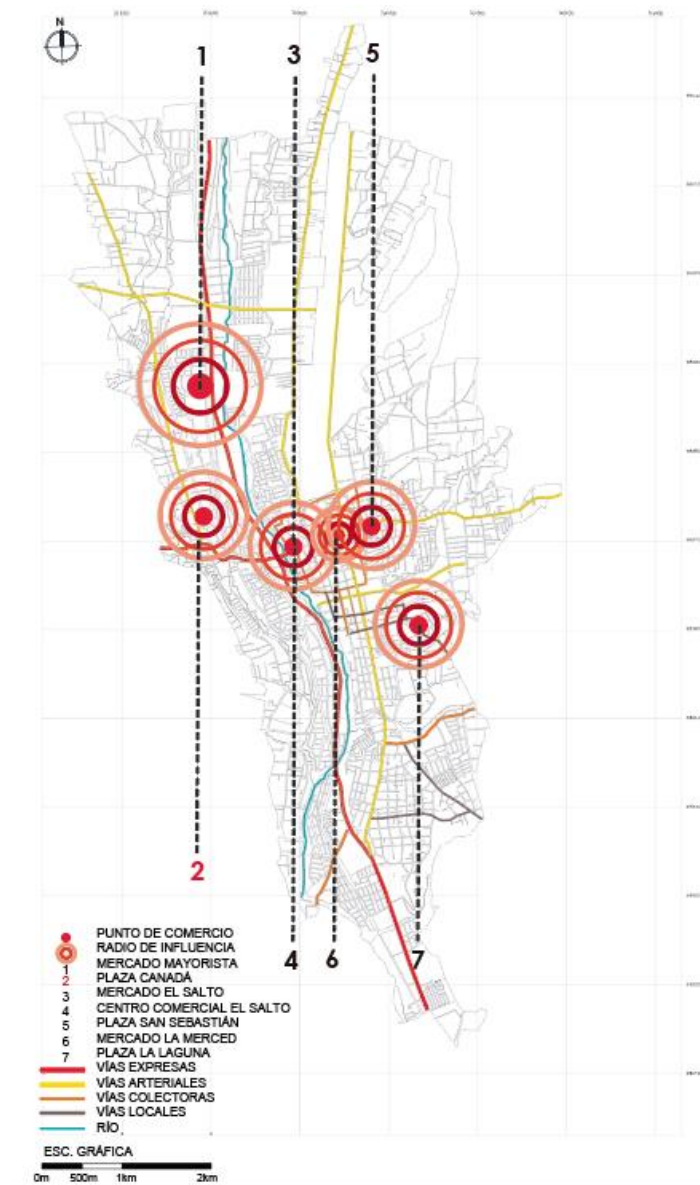 N
1
3
5
2
4
6
7
PUNTO DE COMERCIO
RADIO DE INFLUENCIA
1 MERCADO MAYORISTA
2 PLAZA CANADÁ
3 MERCADO EL SALTO
4 CENTRO COMERCIAL EL SALTO
5 PLAZA SAN SEBASTIÁN
6 MERCADO LA MERCED
7 PLAZA LA LAGUNA
VÍAS EXPRESAS
VÍAS ARTERIALES
VÍAS COLECTORAS
VÍAS LOCALES
RÍO
ESC. GRÁFICA
0m 500m 1km 2km